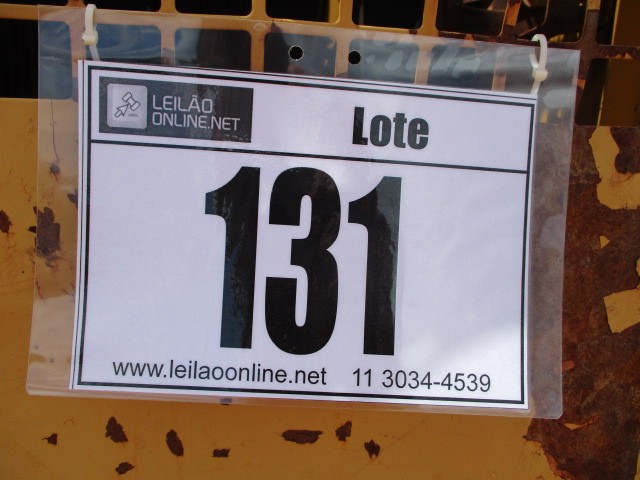 LEILÃO
ONLINE.NET
Lote
131
www.leilaoonline.net 11 3034-4539